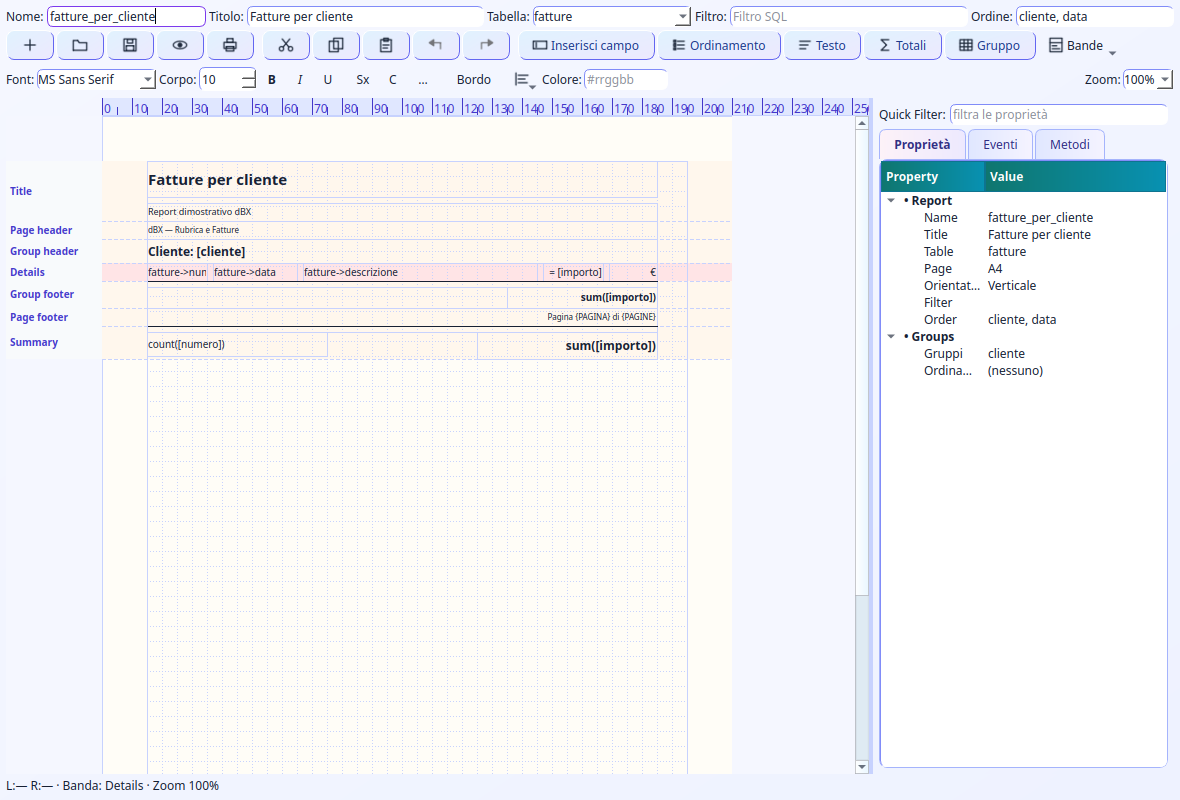 Nome: fatture_per_cliente Titolo: Fatture per cliente Tabella: fatture Filtro: Filtro SQL Ordine: cliente, data
Inserisci campo Ordinamento Testo Totali Gruppo Bande
Font: MS Sans Serif Corpo: 10 B I U Sx C ... Bordo Colore: #rrggbb Zoom: 100%
0 10 20 30 40 50 60 70 80 90 100 110 120 130 140 150 160 170 180 190 200 210 220 230 240 250
Quick Filter: filtra le proprietà
Proprietà Eventi Metodi
Property Value
• Report
Name fatture_per_cliente
Title Fatture per cliente
Table fatture
Page A4
Orientat... Verticale
Filter
Order cliente, data
• Groups
Gruppi cliente
Ordina... (nessuno)
Title Fatture per cliente
Report dimostrativo dBX
Page header dBX — Rubrica e Fatture
Group header Cliente: [cliente]
Details fatture->num fatture->data fatture->descrizione = [importo] €
Group footer sum([importo])
Page footer Pagina {PAGINA} di {PAGINE}
Summary count([numero]) sum([importo])
L:— R:— · Banda: Details · Zoom 100%